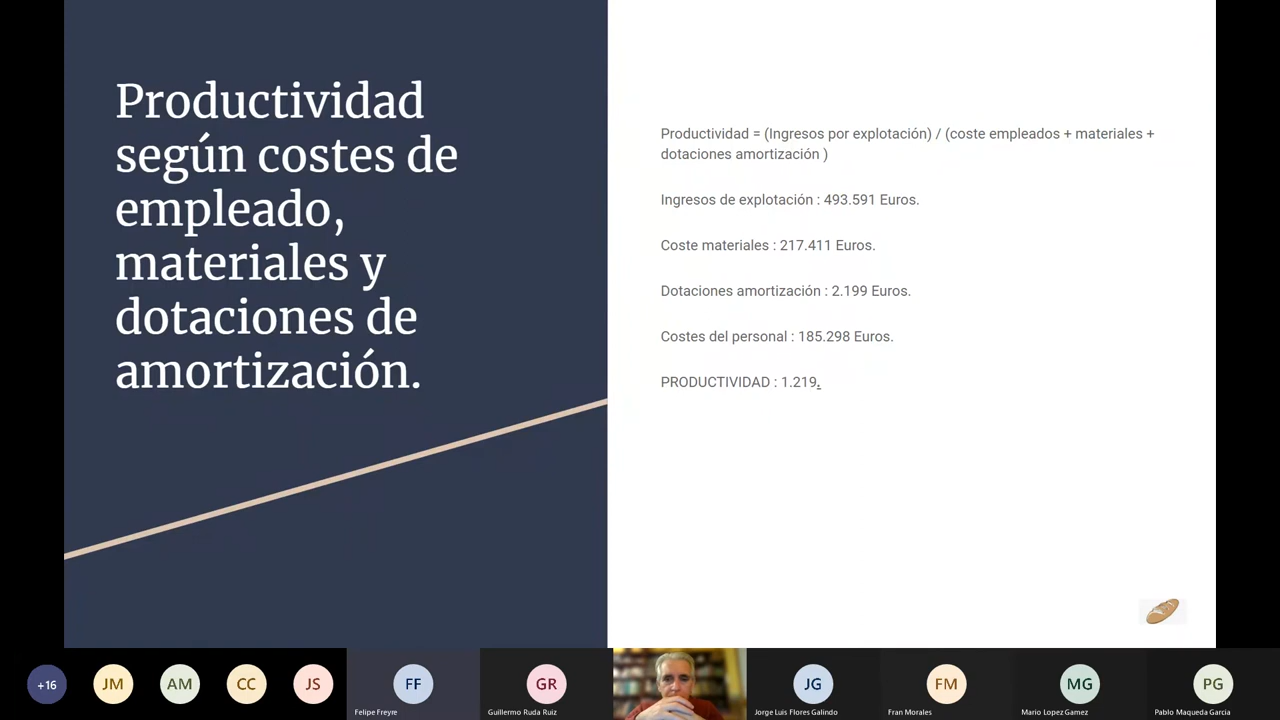 Productividad
según costes de
empleado,
materiales y
dotaciones de
amortización.
Productividad = (Ingresos por explotación) / (coste empleados + materiales +
dotaciones amortización )
Ingresos de explotación : 493.591 Euros.
Coste materiales : 217.411 Euros.
Dotaciones amortización : 2.199 Euros.
Costes del personal : 185.298 Euros.
PRODUCTIVIDAD : 1.219.
+16
JM
AM
CC
JS
FF
Felipe Freyre
GR
Guillermo Ruda Ruiz
JG
Jorge Luis Flores Galindo
FM
Fran Morales
MG
Mario Lopez Gamez
PG
Pablo Maqueda Garcia